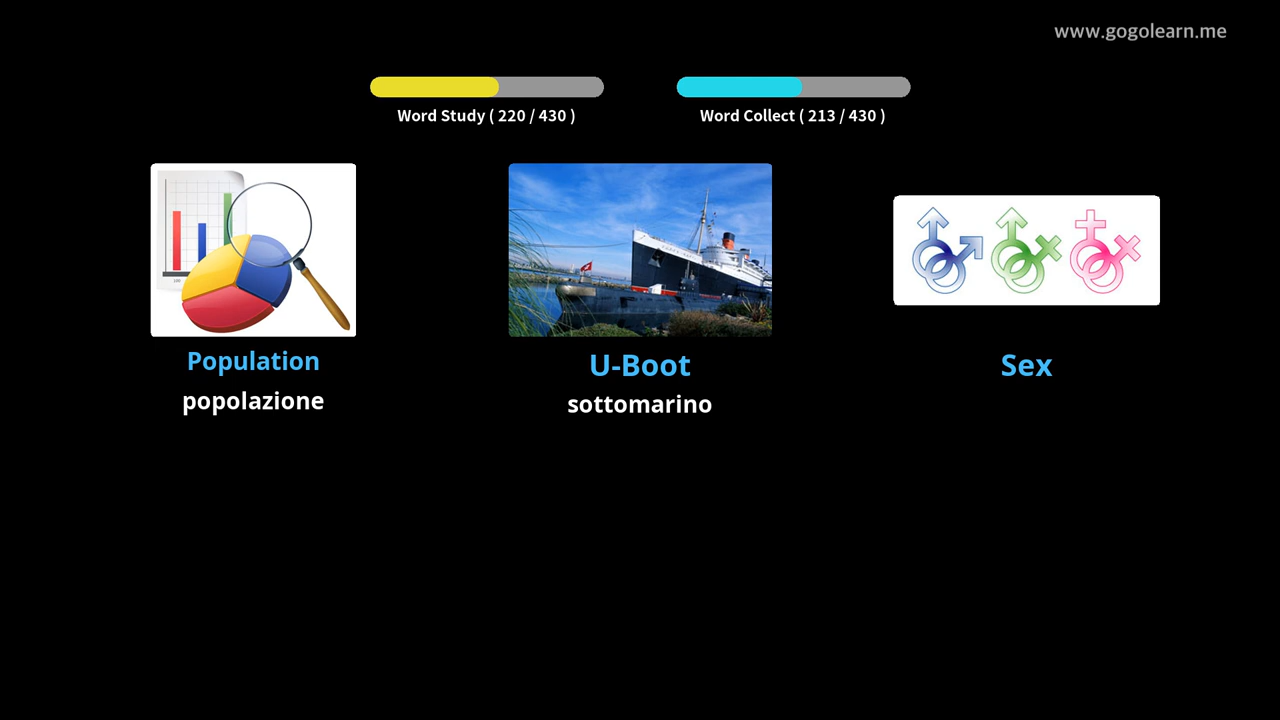 www.gogolearn.me
Word Study ( 220 / 430 )
Word Collect ( 213 / 430 )
Population
popolazione
U-Boot
sottomarino
Sex